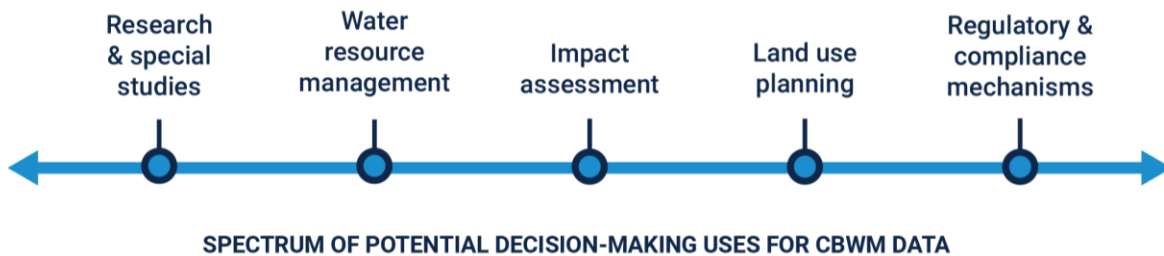 Research
& special
studies
Water
resource
management
Impact
assessment
Land use
planning
Regulatory &
compliance
mechanisms
SPECTRUM OF POTENTIAL DECISION-MAKING USES FOR CBWM DATA